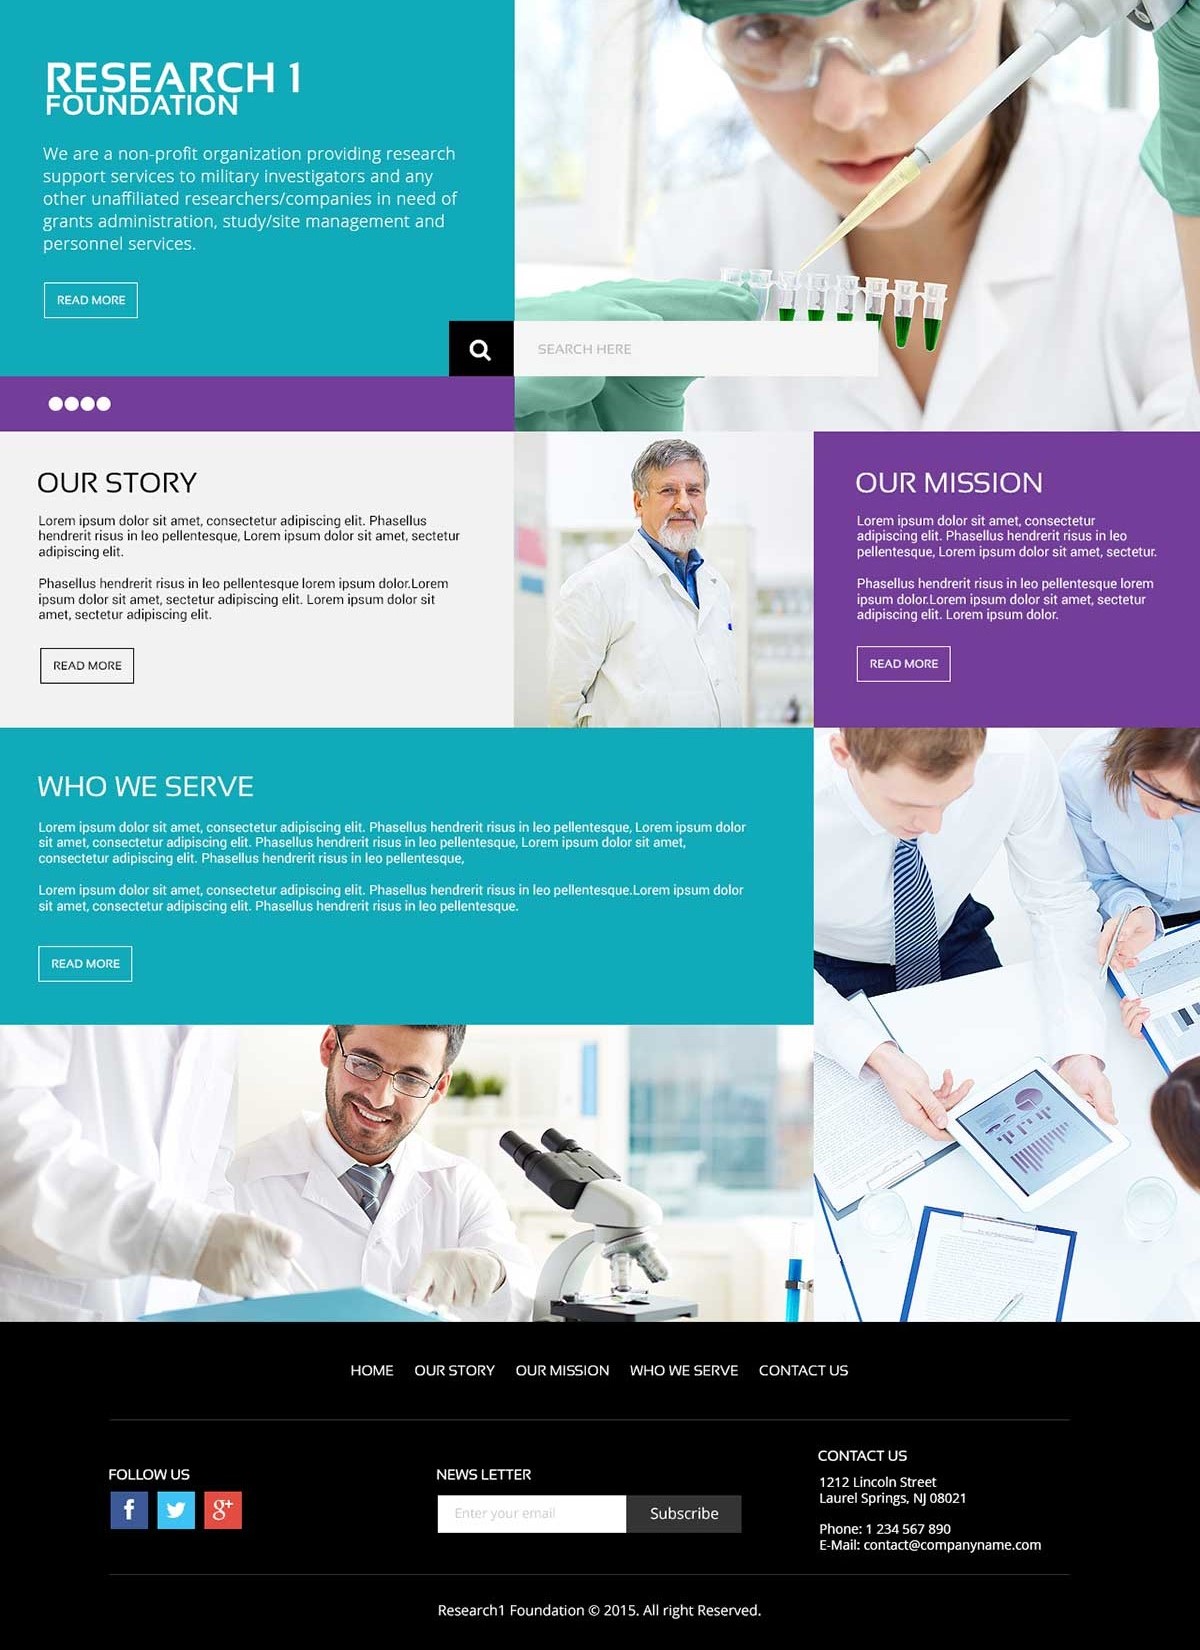 RESEARCH 1
FOUNDATION
We are a non-profit organization providing research
support services to military investigators and any
other unaffiliated researchers/companies in need of
grants administration, study/site management and
personnel services.
READ MORE
SEARCH HERE
OUR STORY
Lorem ipsum dolor sit amet, consectetur adipiscing elit. Phasellus
hendrerit risus in leo pellentesque, Lorem ipsum dolor sit amet, sectetur
adipiscing elit.
Phasellus hendrerit risus in leo pellentesque lorem ipsum dolor.Lorem
ipsum dolor sit amet, sectetur adipiscing elit. Lorem ipsum dolor sit
amet, sectetur adipiscing elit.
READ MORE
OUR MISSION
Lorem ipsum dolor sit amet, consectetur
adipiscing elit. Phasellus hendrerit risus in leo
pellentesque, Lorem ipsum dolor sit amet, sectetur.
Phasellus hendrerit risus in leo pellentesque lorem
ipsum dolor.Lorem ipsum dolor sit amet, sectetur
adipiscing elit. Lorem ipsum dolor.
READ MORE
WHO WE SERVE
Lorem ipsum dolor sit amet, consectetur adipiscing elit. Phasellus hendrerit risus in leo pellentesque, Lorem ipsum dolor
sit amet, consectetur adipiscing elit. Phasellus hendrerit risus in leo pellentesque, Lorem ipsum dolor sit amet,
consectetur adipiscing elit. Phasellus hendrerit risus in leo pellentesque,
Lorem ipsum dolor sit amet, consectetur adipiscing elit. Phasellus hendrerit risus in leo pellentesque.Lorem ipsum dolor
sit amet, consectetur adipiscing elit. Phasellus hendrerit risus in leo pellentesque.
READ MORE
HOME OUR STORY OUR MISSION WHO WE SERVE CONTACT US
FOLLOW US
f
g+
NEWS LETTER
Enter your email
Subscribe
CONTACT US
1212 Lincoln Street
Laurel Springs, NJ 08021
Phone: 1 234 567 890
E-Mail: contact@companyname.com
Research1 Foundation © 2015. All right Reserved.